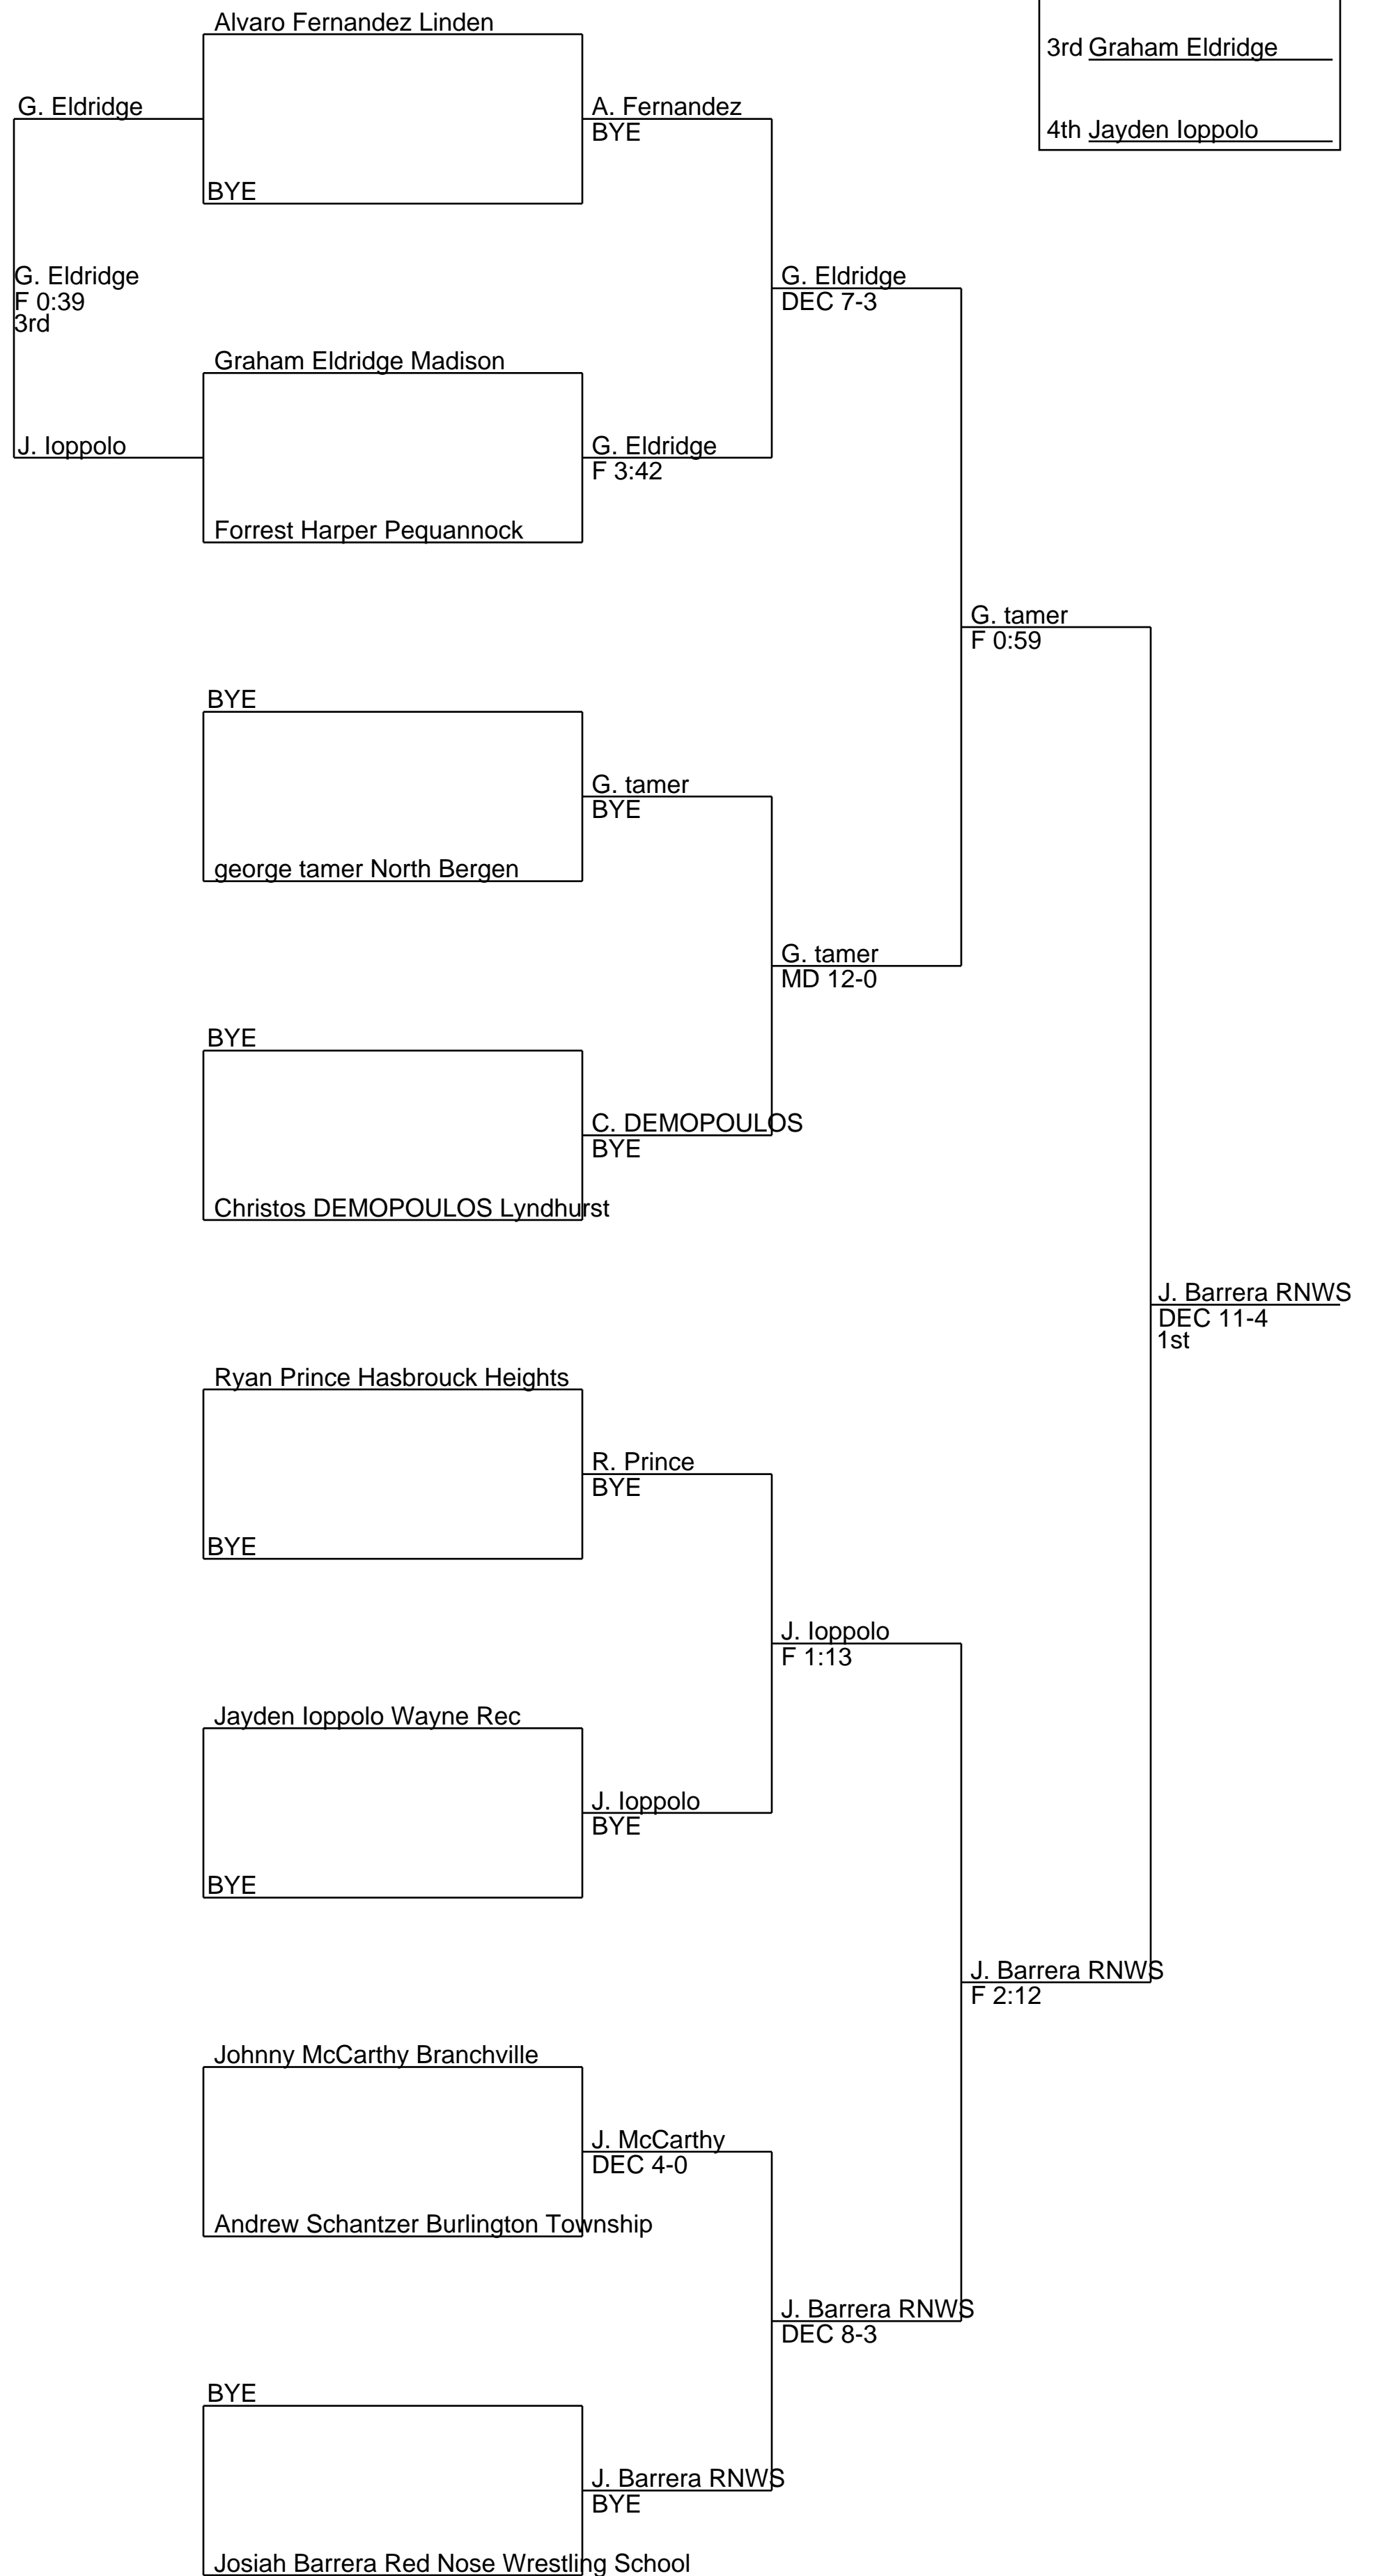 Alvaro Fernandez Linden
3rd Graham Eldridge
G. Eldridge
A. Fernandez
BYE
4th Jayden Ioppolo
BYE
G. Eldridge
F 0:39
3rd
G. Eldridge
DEC 7-3
Graham Eldridge Madison
J. Ioppolo
G. Eldridge
F 3:42
Forrest Harper Pequannock
G. tamer
F 0:59
BYE
G. tamer
BYE
george tamer North Bergen
G. tamer
MD 12-0
BYE
C. DEMOPOULOS
BYE
Christos DEMOPOULOS Lyndhurst
J. Barrera RNWS
DEC 11-4
1st
Ryan Prince Hasbrouck Heights
R. Prince
BYE
BYE
J. Ioppolo
F 1:13
Jayden Ioppolo Wayne Rec
J. Ioppolo
BYE
BYE
J. Barrera RNWS
F 2:12
Johnny McCarthy Branchville
J. McCarthy
DEC 4-0
Andrew Schantzer Burlington Township
J. Barrera RNWS
DEC 8-3
BYE
J. Barrera RNWS
BYE
Josiah Barrera Red Nose Wrestling School